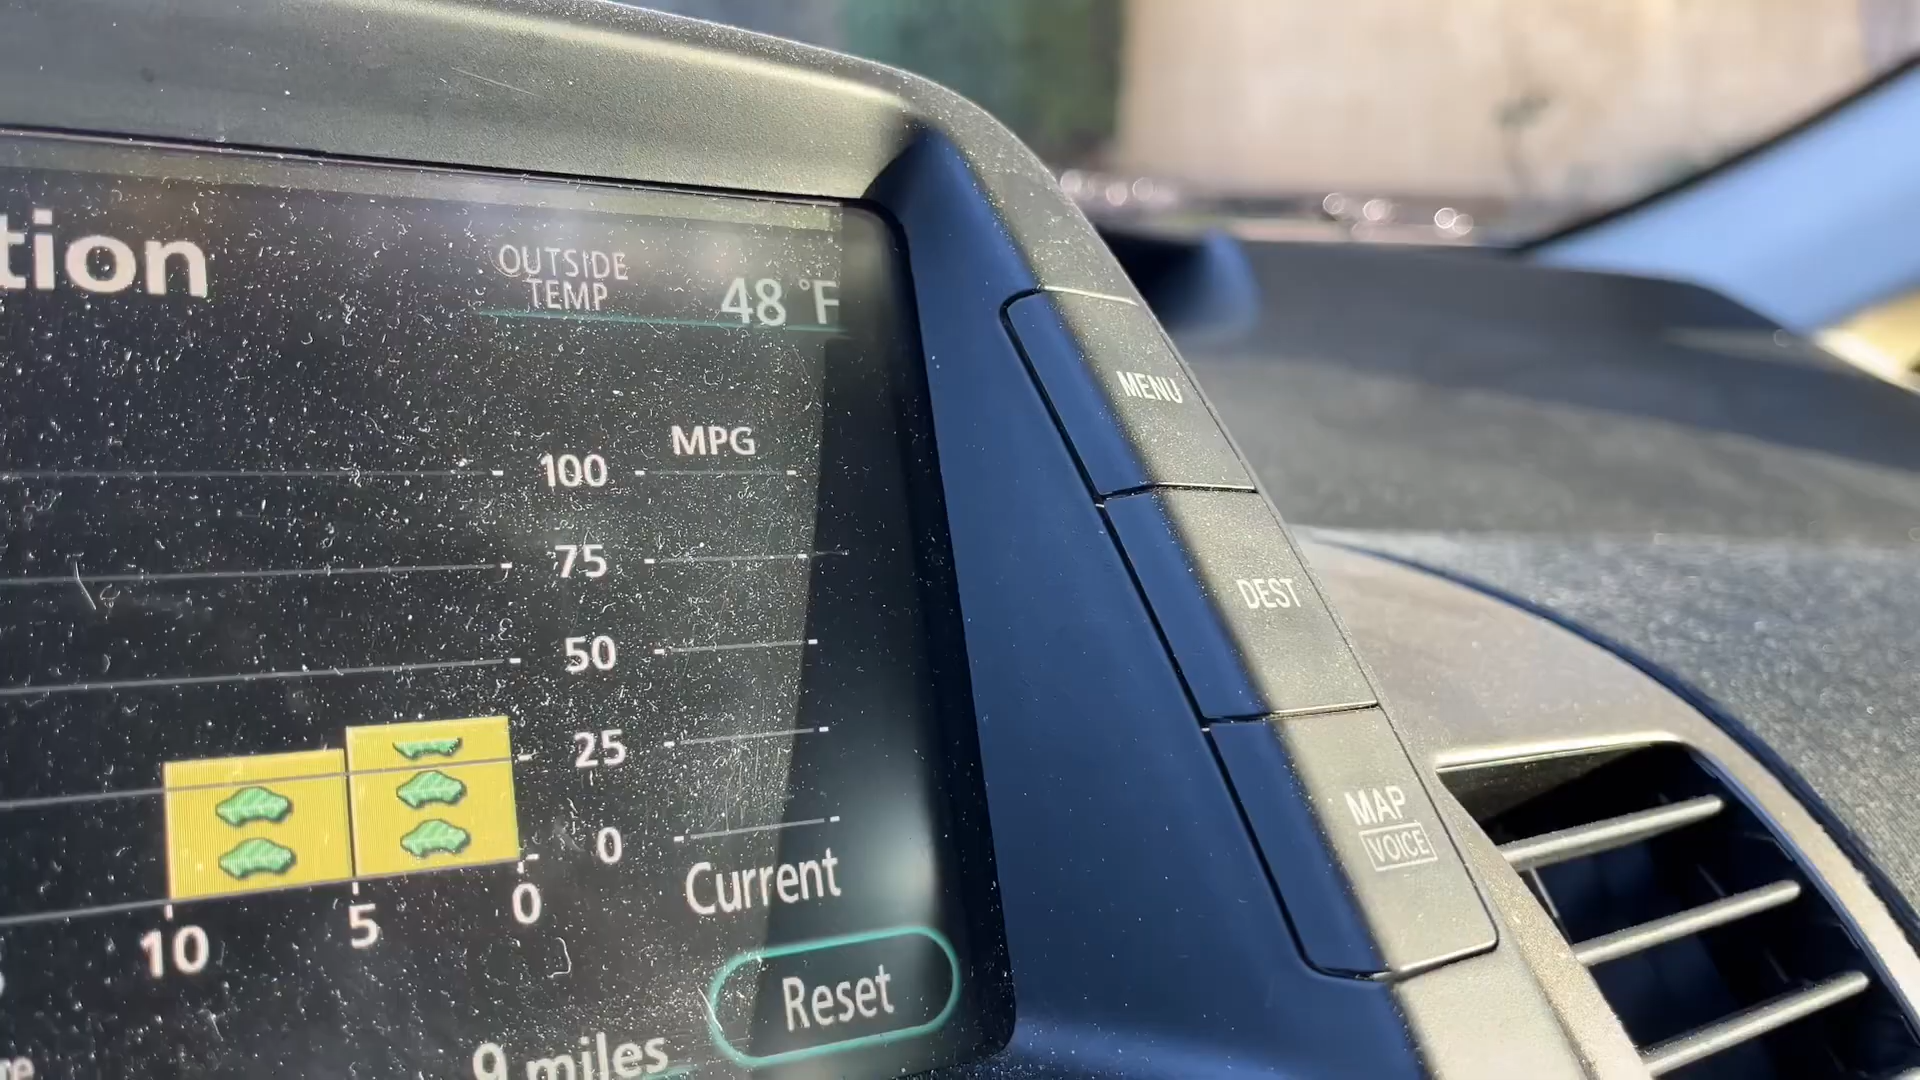 tion
OUTSIDE
TEMP
48 °F
MPG
100
75
50
25
0
Current
10
5
0
Reset
9 miles
MENU
DEST
MAP
VOICE